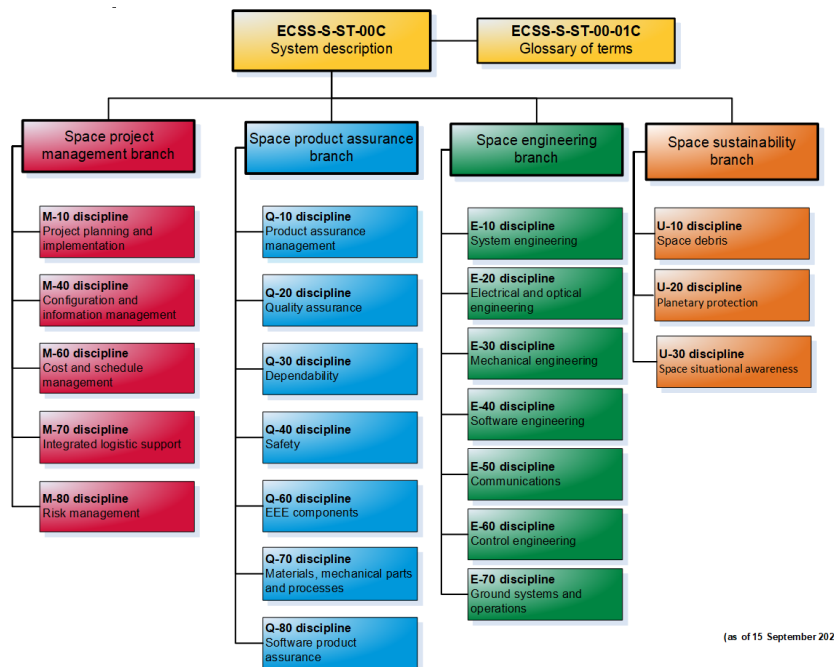 ECSS-S-ST-00C
System description
ECSS-S-ST-00-01C
Glossary of terms
Space project
management branch
M-10 discipline
Project planning and
implementation
M-40 discipline
Configuration and
information management
M-60 discipline
Cost and schedule
management
M-70 discipline
Integrated logistic support
M-80 discipline
Risk management
Space product assurance
branch
Q-10 discipline
Product assurance
management
Q-20 discipline
Quality assurance
Q-30 discipline
Dependability
Q-40 discipline
Safety
Q-60 discipline
EEE components
Q-70 discipline
Materials, mechanical parts
and processes
Q-80 discipline
Software product
assurance
Space engineering
branch
E-10 discipline
System engineering
E-20 discipline
Electrical and optical
engineering
E-30 discipline
Mechanical engineering
E-40 discipline
Software engineering
E-50 discipline
Communications
E-60 discipline
Control engineering
E-70 discipline
Ground systems and
operations
Space sustainability
branch
U-10 discipline
Space debris
U-20 discipline
Planetary protection
U-30 discipline
Space situational awareness
(as of 15 September 202